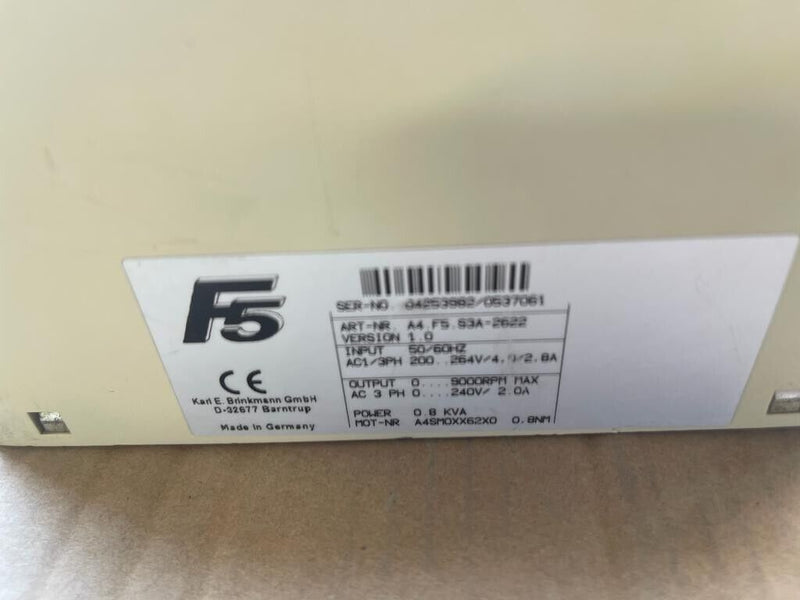 F5
Karl E. Brinkmann GmbH
D-32677 Barntrup
Made in Germany
SER-NO. 04253982/0537061
ART-NR. A4.F5.S3A-2622
VERSION 1.0
INPUT 50/60HZ
AC1/3PH 200...264V/4. /2.8A
OUTPUT 0....9000RPM MAX
AC 3 PH 0....240V/ 2.0A
POWER 0.8 KVA
MOT-NR A4SM0XX62X0 0.8NM